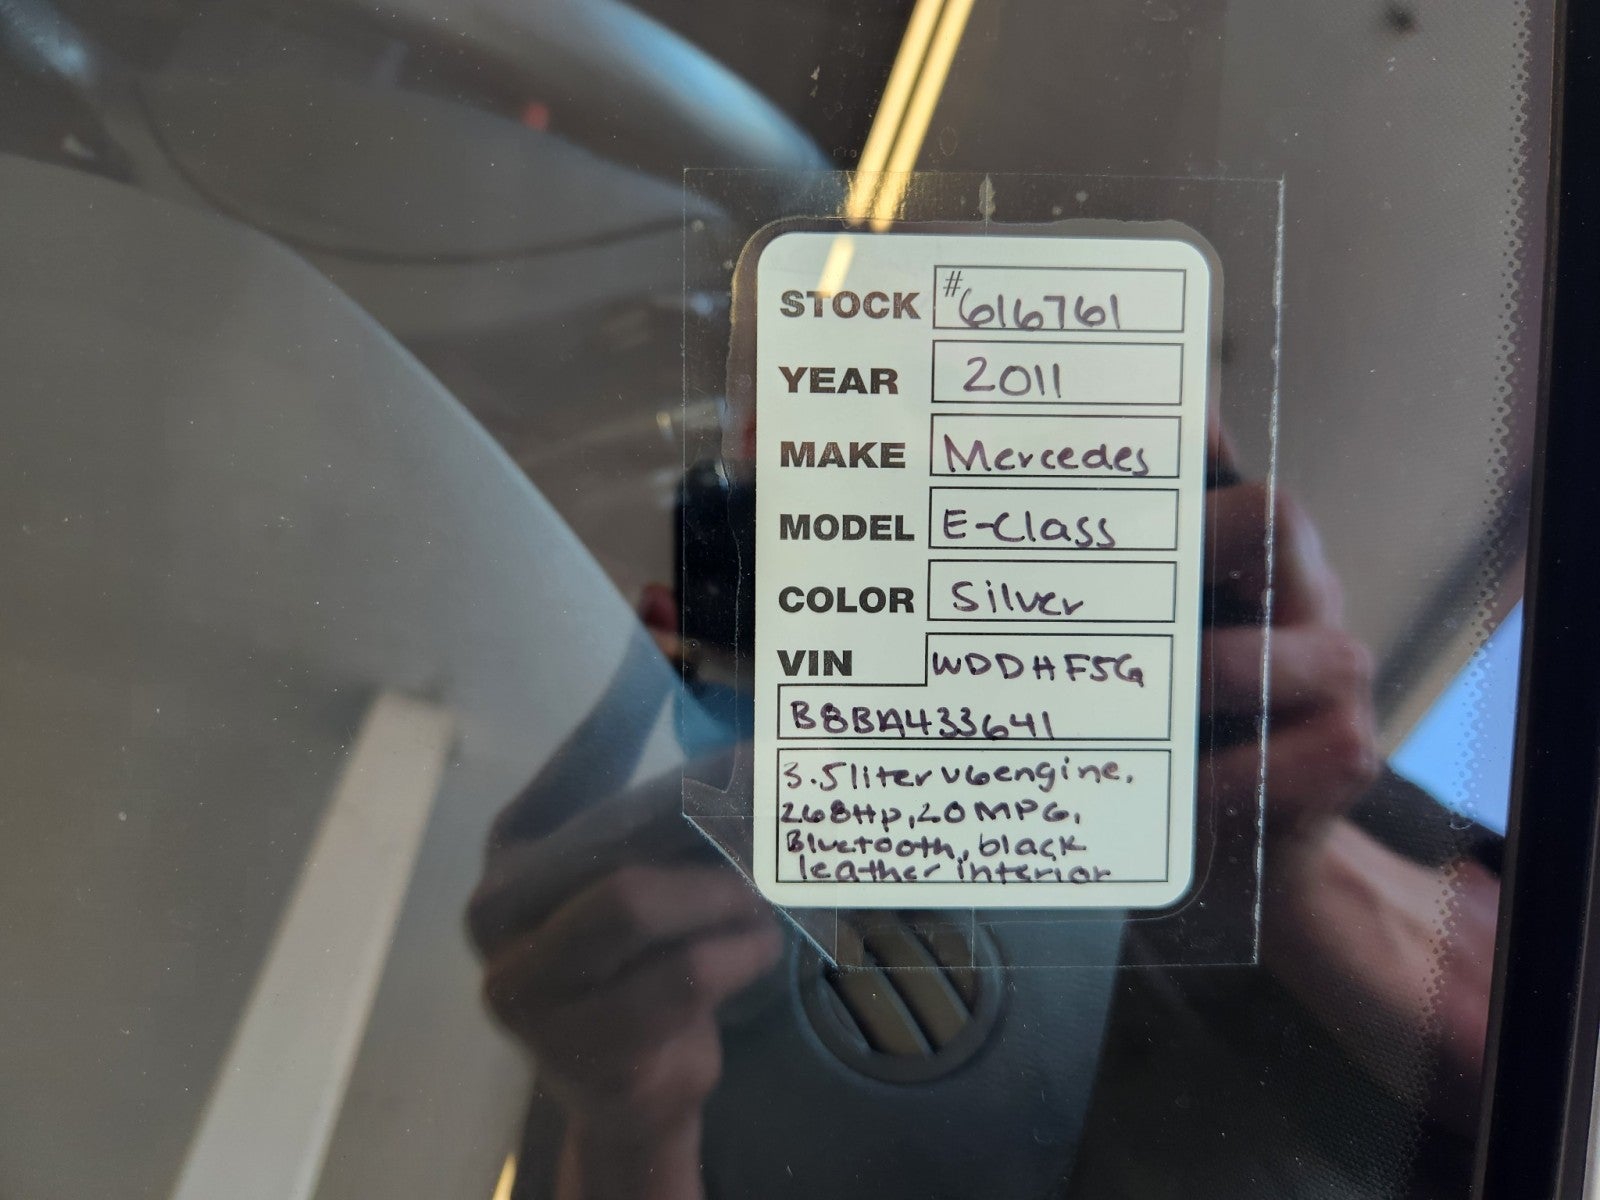 STOCK #616761
YEAR 2011
MAKE Mercedes
MODEL E-Class
COLOR Silver
VIN WDDHF5G
B8BA433641
3.5liter V6engine,
268Hp, 20MPG,
Bluetooth, black
leather interior